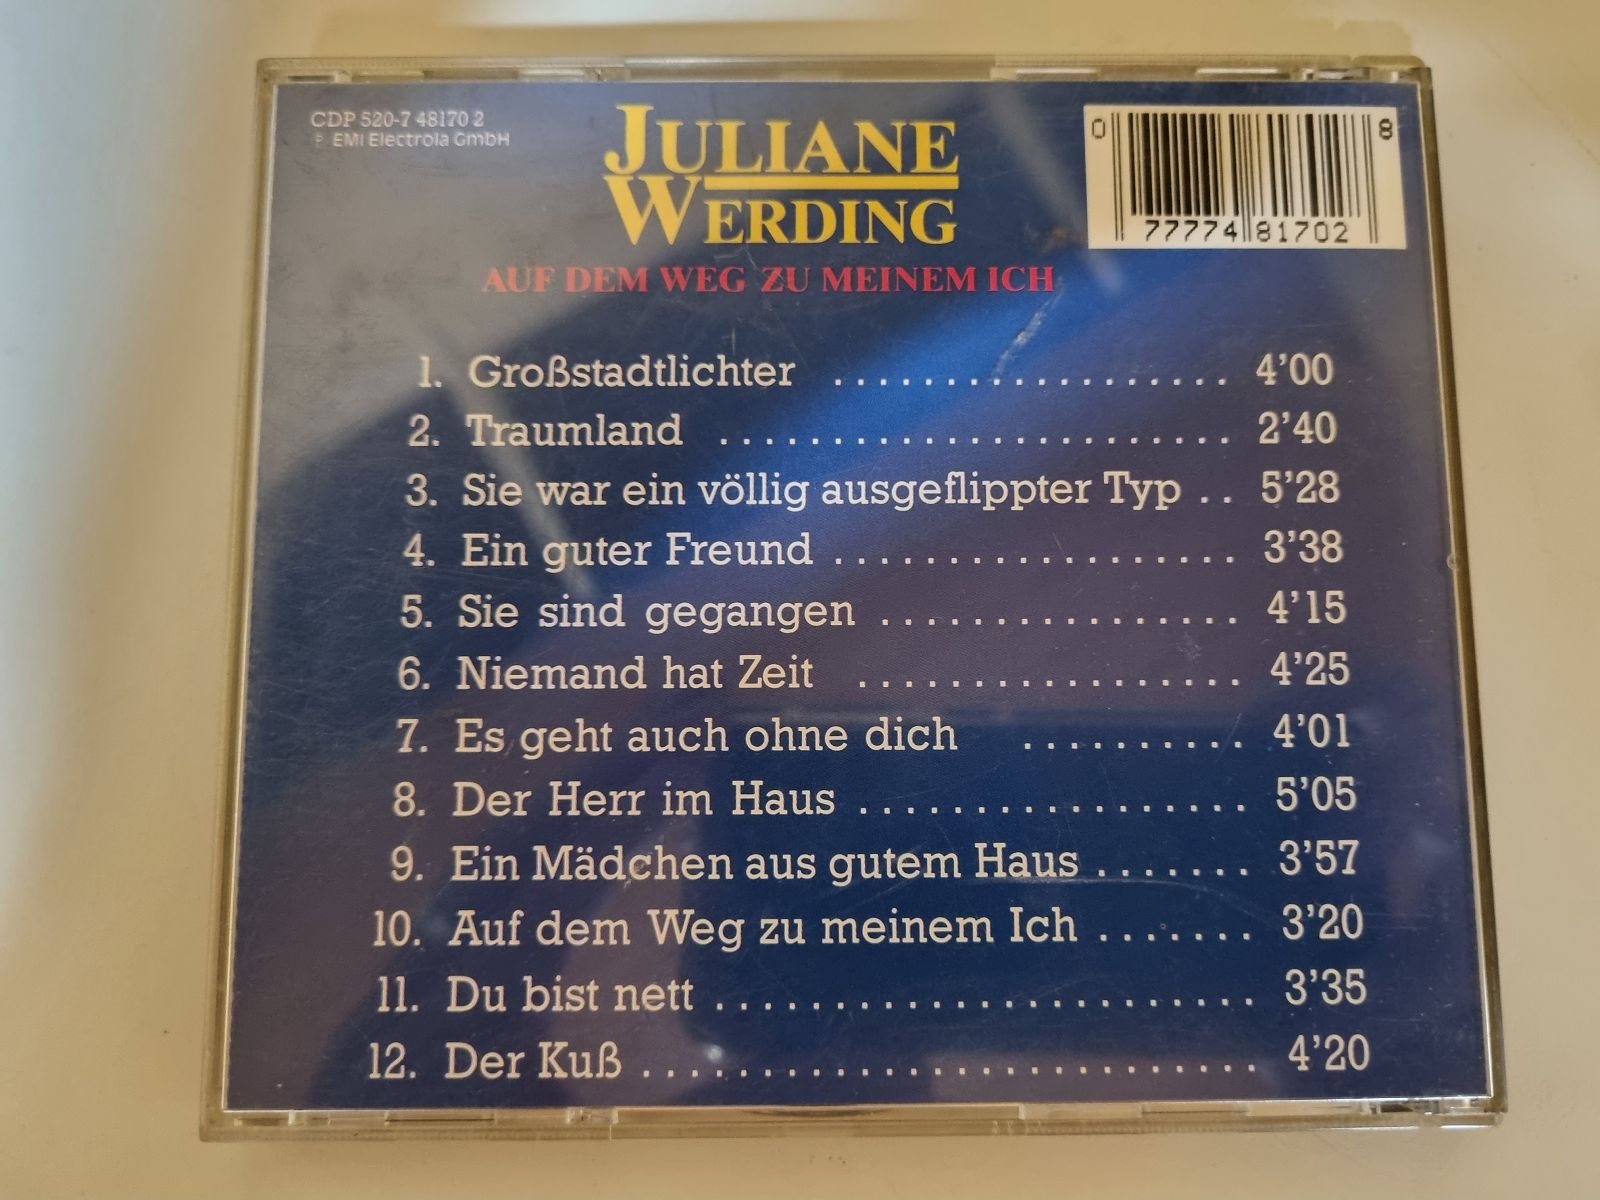 CDP 520-7 48170 2
℗ EMI Electrola GmbH
JULIANE
WERDING
AUF DEM WEG ZU MEINEM ICH
0 77774 81702 8
1. Großstadtlichter .................. 4'00
2. Traumland ....................... 2'40
3. Sie war ein völlig ausgeflippter Typ .. 5'28
4. Ein guter Freund .................. 3'38
5. Sie sind gegangen ................ 4'15
6. Niemand hat Zeit ................. 4'25
7. Es geht auch ohne dich .......... 4'01
8. Der Herr im Haus ................. 5'05
9. Ein Mädchen aus gutem Haus ....... 3'57
10. Auf dem Weg zu meinem Ich ....... 3'20
11. Du bist nett ....................... 3'35
12. Der Kuß ........................... 4'20